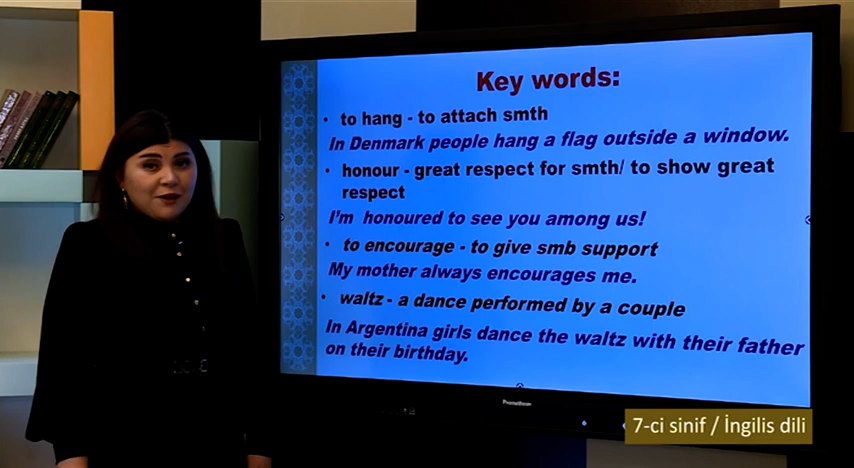 Key words:
• to hang - to attach smth
In Denmark people hang a flag outside a window.
• honour - great respect for smth/ to show great
respect
I'm honoured to see you among us!
• to encourage - to give smb support
My mother always encourages me.
• waltz - a dance performed by a couple
In Argentina girls dance the waltz with their father
on their birthday.
Promethean
7-ci sinif / İngilis dili